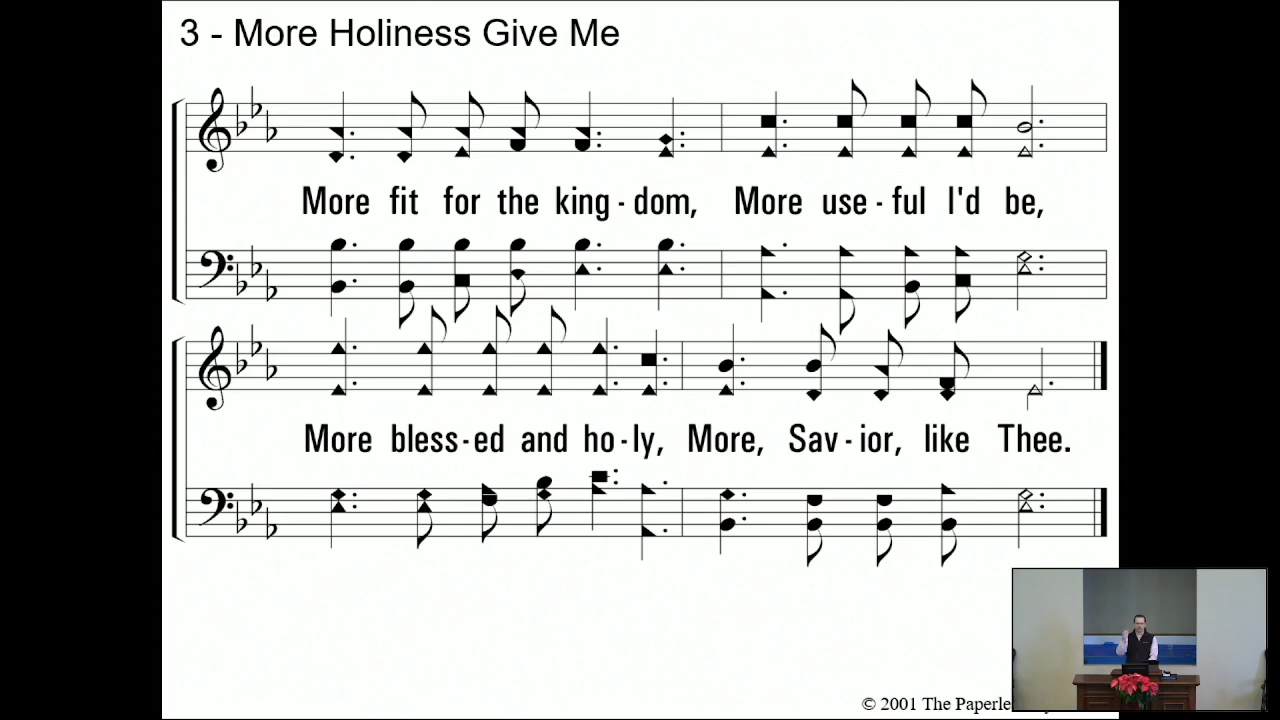 3 - More Holiness Give Me
More fit for the king - dom, More use - ful I'd be,
More bless - ed and ho - ly, More, Sav - ior, like Thee.
© 2001 The